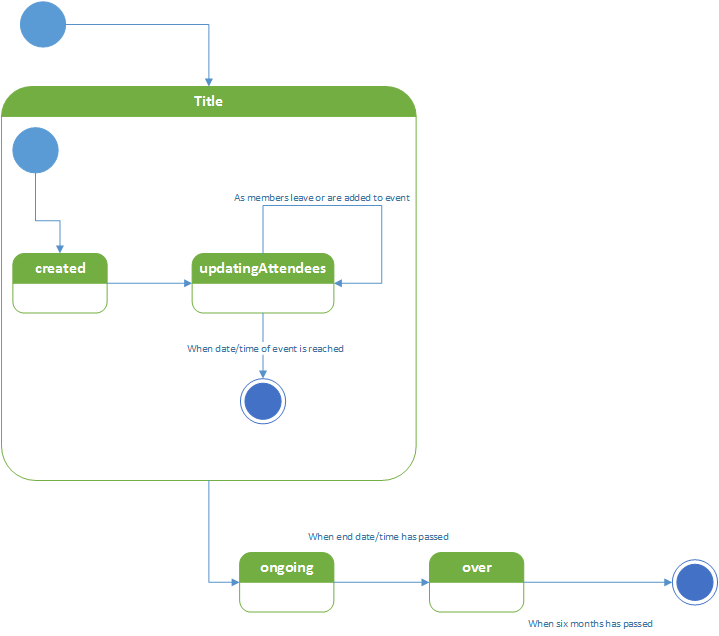 Title
As members leave or are added to event
created
updatingAttendees
When date/time of event is reached
When end date/time has passed
ongoing
over
When six months has passed